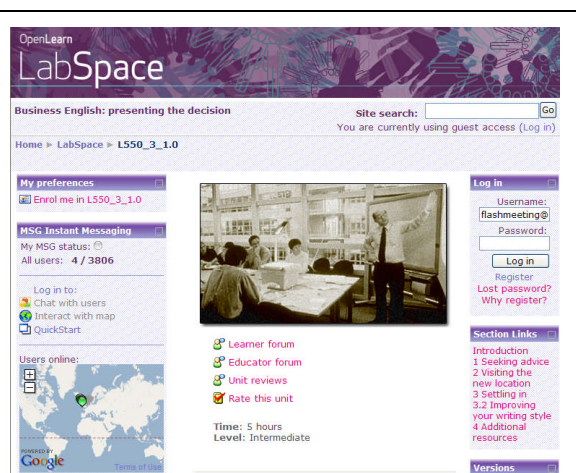 OpenLearn
LabSpace
Business English: presenting the decision
Site search:
Go
You are currently using guest access (Log in)
Home ► LabSpace ► L550_3_1.0
My preferences
Enrol me in L550_3_1.0
MSG Instant Messaging
My MSG status:
All users: 4 / 3806
Log in to:
Chat with users
Interact with map
QuickStart
Users online:
POWERED BY
Google
Terms of Use
Learner forum
Educator forum
Unit reviews
Rate this unit
Time: 5 hours
Level: Intermediate
Log in
Username:
flashmeeting@
Password:
Log in
Register
Lost password?
Why register?
Section Links
Introduction
1 Seeking advice
2 Visiting the
new location
3 Settling in
3.2 Improving
your writing style
4 Additional
resources
Versions